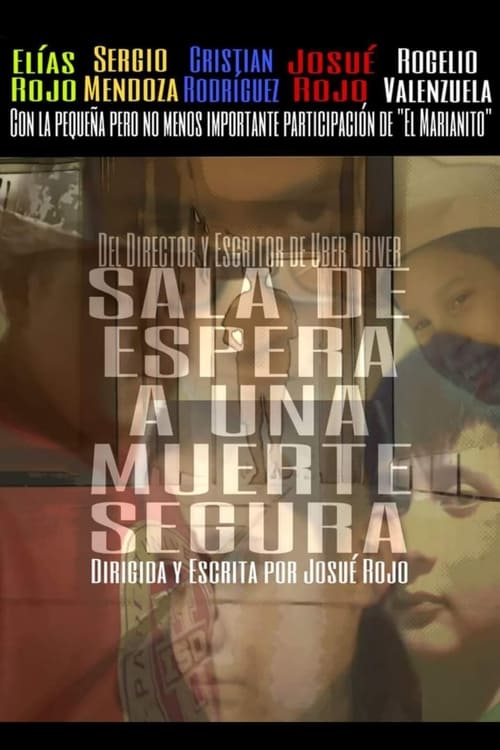 ELÍAS ROJO
SERGIO MENDOZA
CRISTIAN RODRÍGUEZ
JOSUÉ ROJO
ROGELIO VALENZUELA
CON LA PEQUEÑA PERO NO MENOS IMPORTANTE PARTICIPACIÓN DE "EL MARIANITO"
DEL DIRECTOR Y ESCRITOR DE UBER DRIVER
SALA DE
ESPERA
A UNA
MUERTE
SEGURA
DIRIGIDA Y ESCRITA POR JOSUÉ ROJO